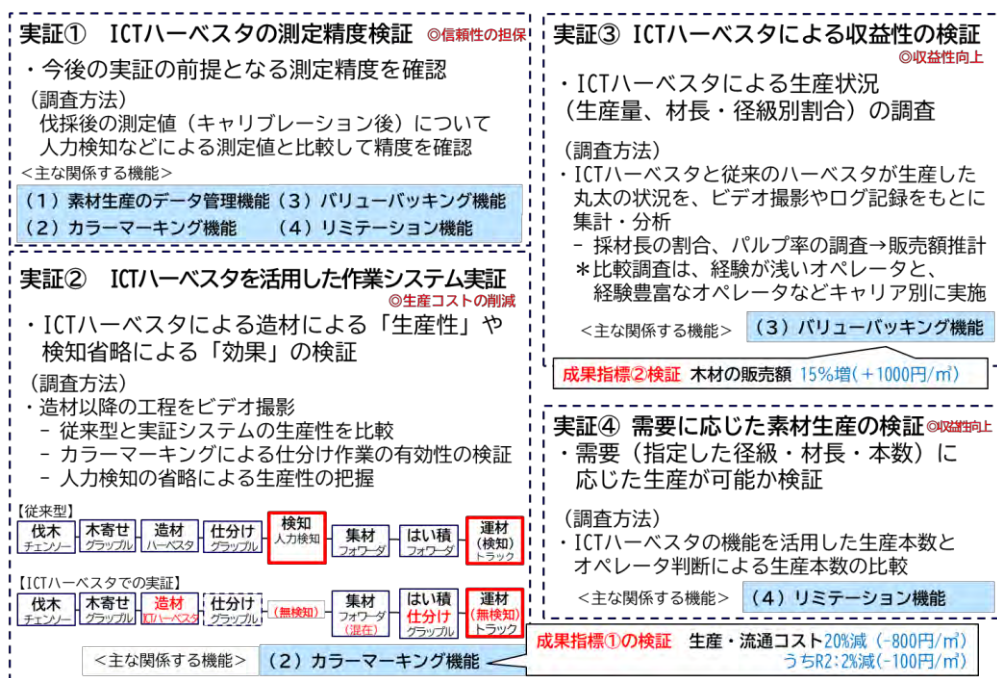 実証① ICTハーベスタの測定精度検証 ◎信頼性の担保
・今後の実証の前提となる測定精度を確認
（調査方法）
伐採後の測定値（キャリブレーション後）について
人力検知などによる測定値と比較して精度を確認
<主な関係する機能>
（1）素材生産のデータ管理機能（3）バリューバッキング機能
（2）カラーマーキング機能 （4）リミテーション機能
実証② ICTハーベスタを活用した作業システム実証
◎生産コストの削減
・ICTハーベスタによる造材による「生産性」や
検知省略による「効果」の検証
（調査方法）
・造材以降の工程をビデオ撮影
− 従来型と実証システムの生産性を比較
− カラーマーキングによる仕分け作業の有効性の検証
− 人力検知の省略による生産性の把握
【従来型】
伐木 木寄せ 造材 仕分け 検知 集材 はい積 運材
チェンソー グラップル ハーベスタ グラップル 人力検知 フォワーダ フォワーダ （検知）
トラック
【ICTハーベスタでの実証】
伐木 木寄せ 造材 仕分け （無検知） 集材 はい積 運材
チェンソー グラップル ICTハーベスタ グラップル フォワーダ 仕分け （無検知）
（混在） グラップル トラック
<主な関係する機能> （2）カラーマーキング機能
実証③ ICTハーベスタによる収益性の検証
◎収益性向上
・ICTハーベスタによる生産状況
（生産量、材長・径級別割合）の調査
（調査方法）
・ICTハーベスタと従来のハーベスタが生産した
丸太の状況を、ビデオ撮影やログ記録をもとに
集計・分析
− 採材長の割合、パルプ率の調査→販売額推計
＊比較調査は、経験が浅いオペレータと、
経験豊富なオペレータなどキャリア別に実施
<主な関係する機能> （3）バリューバッキング機能
成果指標②検証 木材の販売額 15%増(＋1000円/㎥)
実証④ 需要に応じた素材生産の検証 ◎収益性向上
・需要（指定した径級・材長・本数）に
応じた生産が可能か検証
（調査方法）
・ICTハーベスタの機能を活用した生産本数と
オペレータ判断による生産本数の比較
<主な関係する機能> （4）リミテーション機能
成果指標①の検証 生産・流通コスト20%減（-800円/㎥）
うちR2:2%減(-100円/㎥)